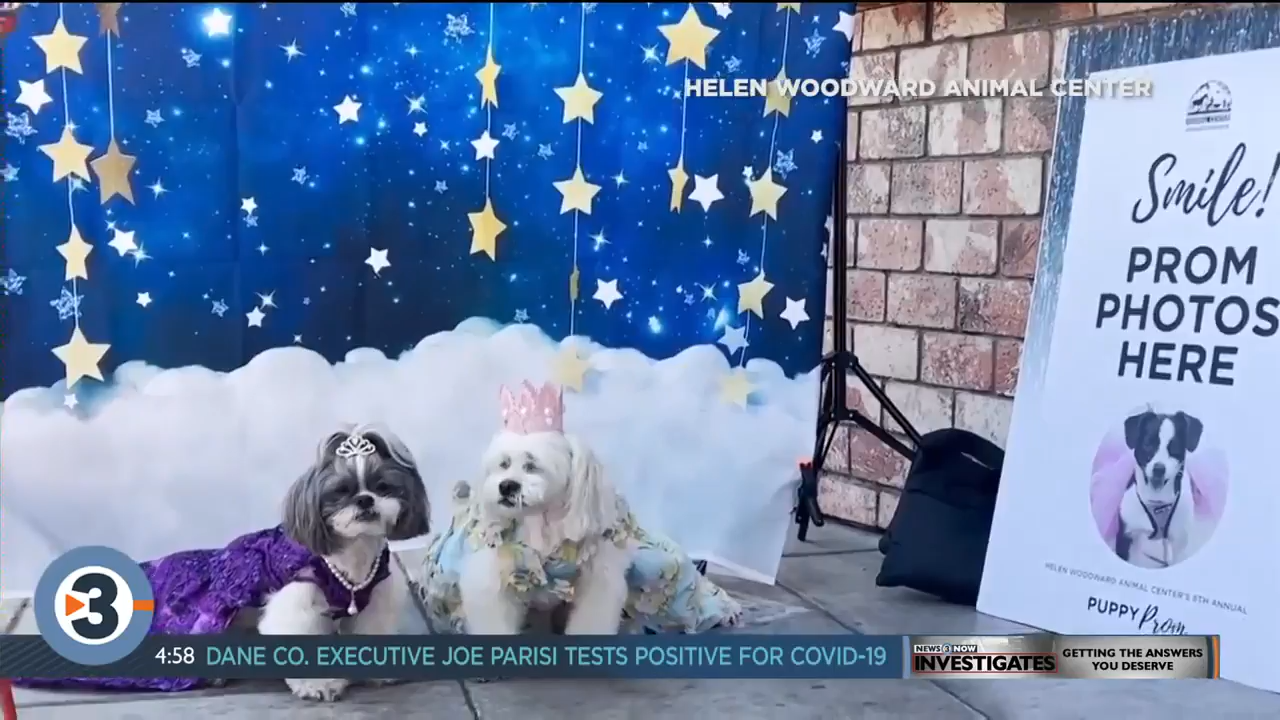 HELEN WOODWARD ANIMAL CENTER
Smile!
PROM
PHOTOS
HERE
HELEN WOODWARD ANIMAL CENTER'S 8TH ANNUAL
PUPPY Prom
3
4:58 DANE CO. EXECUTIVE JOE PARISI TESTS POSITIVE FOR COVID-19
NEWS 3 NOW
INVESTIGATES
GETTING THE ANSWERS
YOU DESERVE